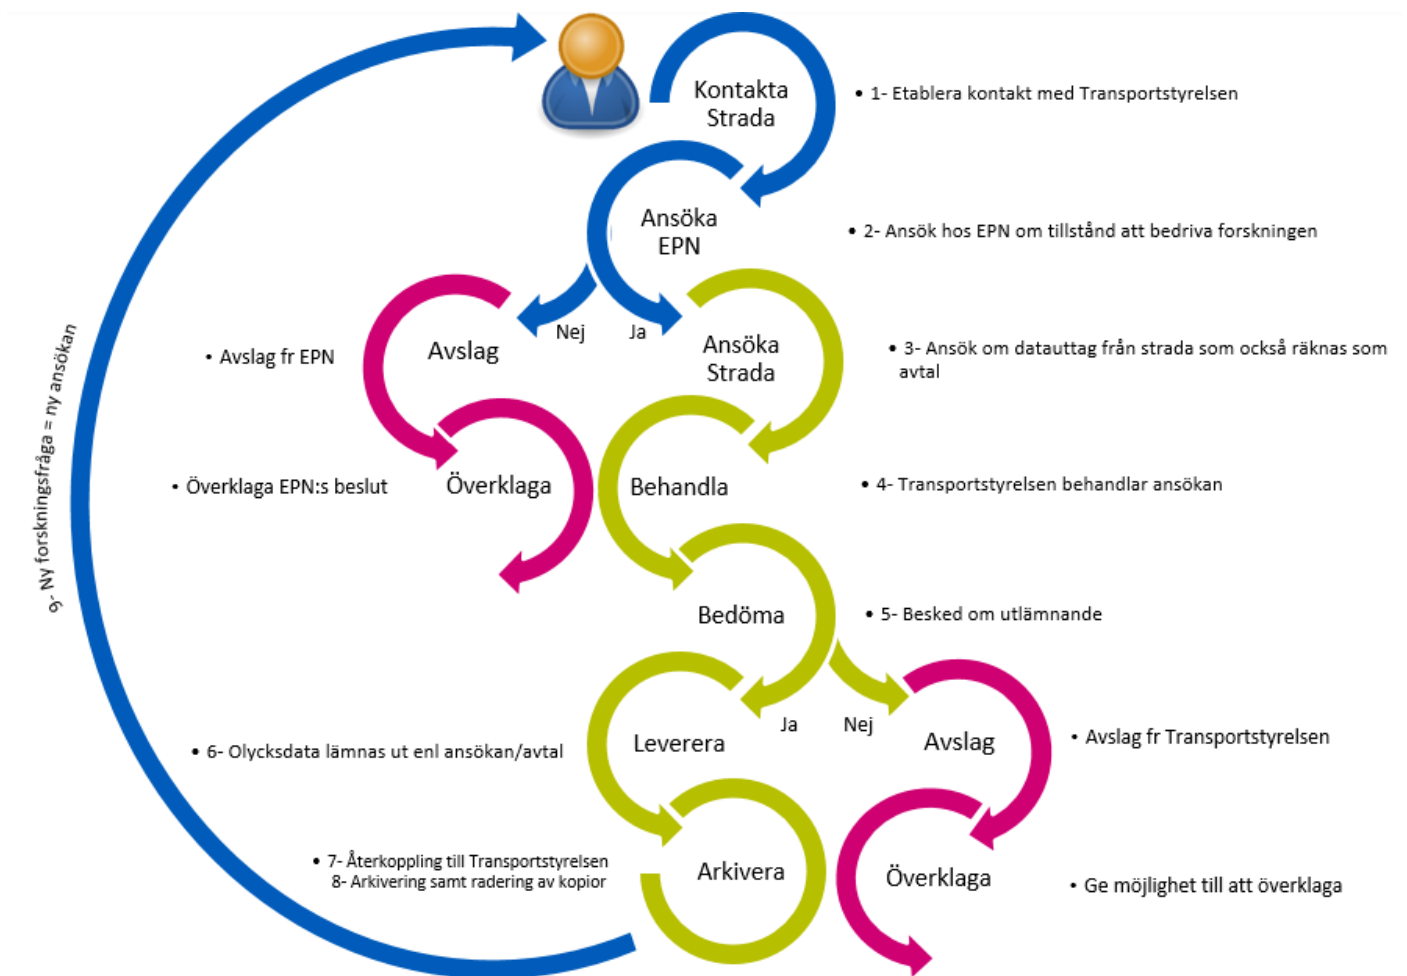 Kontakta
Strada
• 1- Etablera kontakt med Transportstyrelsen
Ansöka
EPN
• 2- Ansök hos EPN om tillstånd att bedriva forskningen
Nej
Ja
• Avslag fr EPN
Avslag
Ansöka
Strada
• 3- Ansök om datauttag från strada som också räknas som
avtal
• Överklaga EPN:s beslut
Överklaga
Behandla
• 4- Transportstyrelsen behandlar ansökan
9- Ny forskningsfråga = ny ansökan
Bedöma
• 5- Besked om utlämnande
Ja
Nej
• 6- Olycksdata lämnas ut enl ansökan/avtal
Leverera
Avslag
• Avslag fr Transportstyrelsen
• 7- Återkoppling till Transportstyrelsen
8- Arkivering samt radering av kopior
Arkivera
Överklaga
• Ge möjlighet till att överklaga